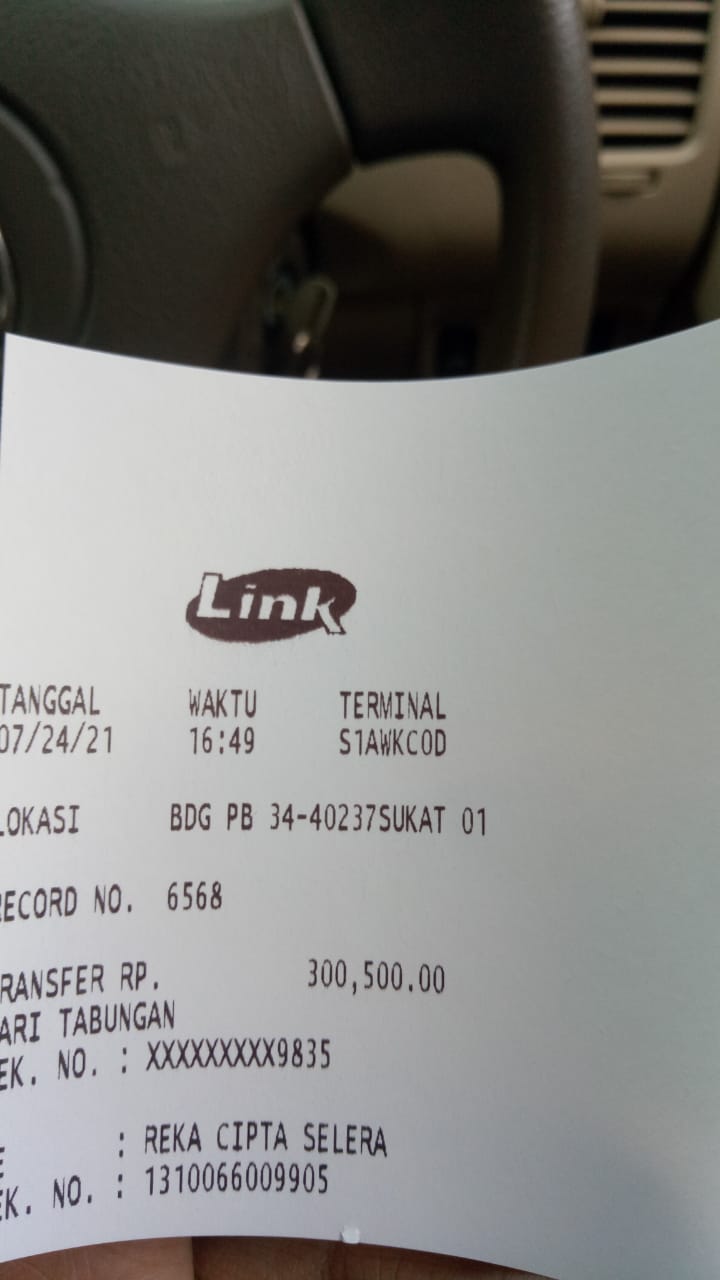 Link
TANGGAL WAKTU TERMINAL
07/24/21 16:49 S1AWKCOD
LOKASI BDG PB 34-40237SUKAT 01
RECORD NO. 6568
RANSFER RP. 300,500.00
ARI TABUNGAN
EK. NO. : XXXXXXXXX9835
E : REKA CIPTA SELERA
EK. NO. : 1310066009905